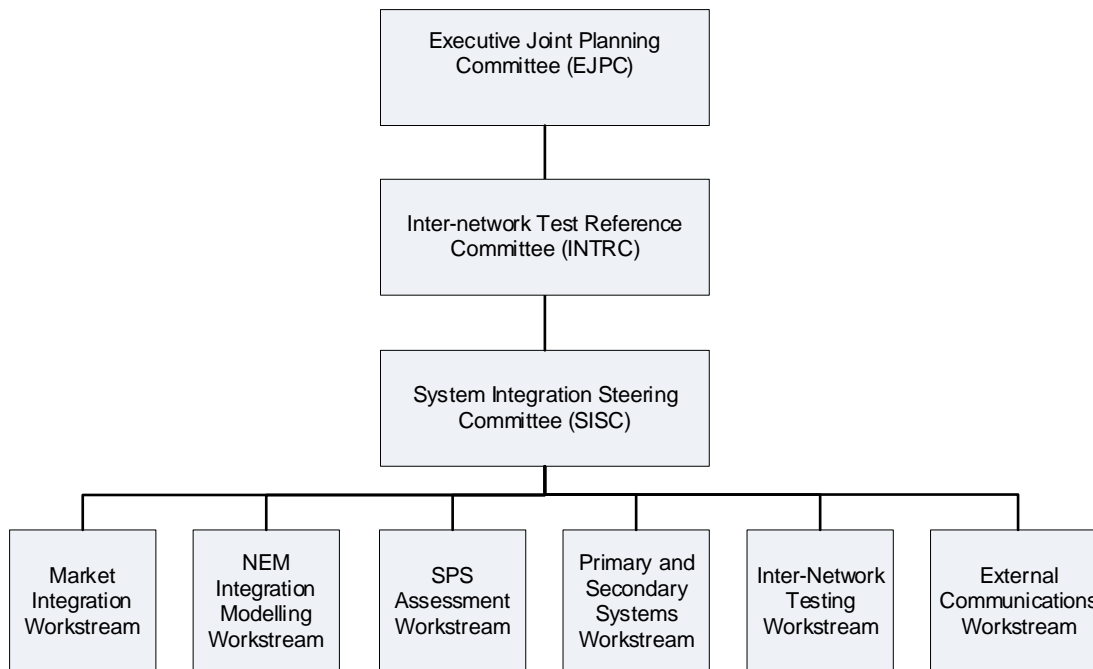 Executive Joint Planning
Committee (EJPC)
Inter-network Test Reference
Committee (INTRC)
System Integration Steering
Committee (SISC)
Market
Integration
Workstream
NEM
Integration
Modelling
Workstream
SPS
Assessment
Workstream
Primary and
Secondary
Systems
Workstream
Inter-Network
Testing
Workstream
External
Communications
Workstream